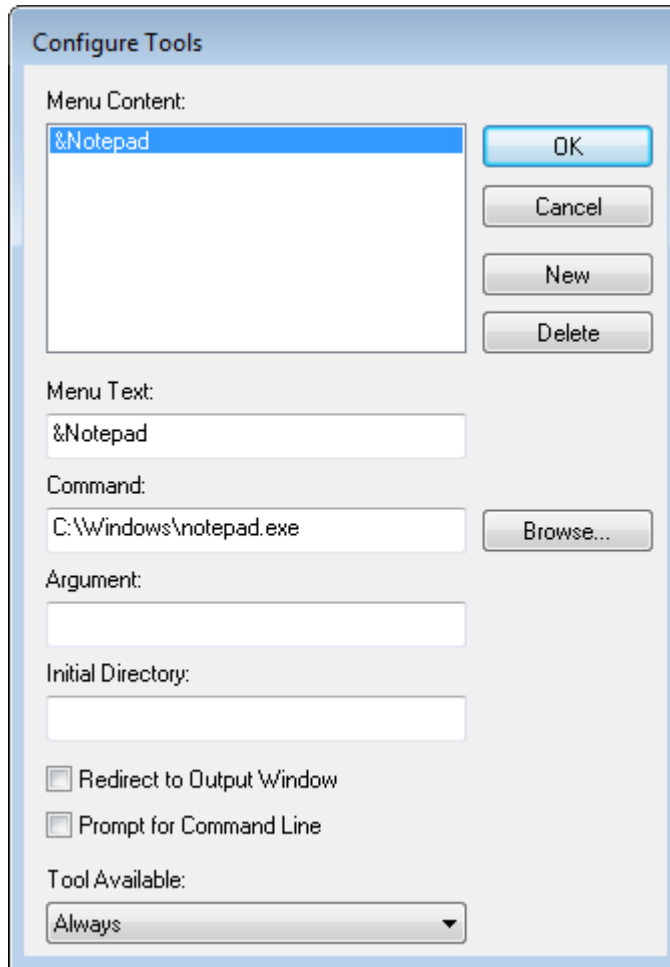 Configure Tools
Menu Content:
&Notepad
OK
Cancel
New
Delete
Menu Text:
&Notepad
Command:
C:\Windows\notepad.exe
Browse...
Argument:
Initial Directory:
Redirect to Output Window
Prompt for Command Line
Tool Available:
Always